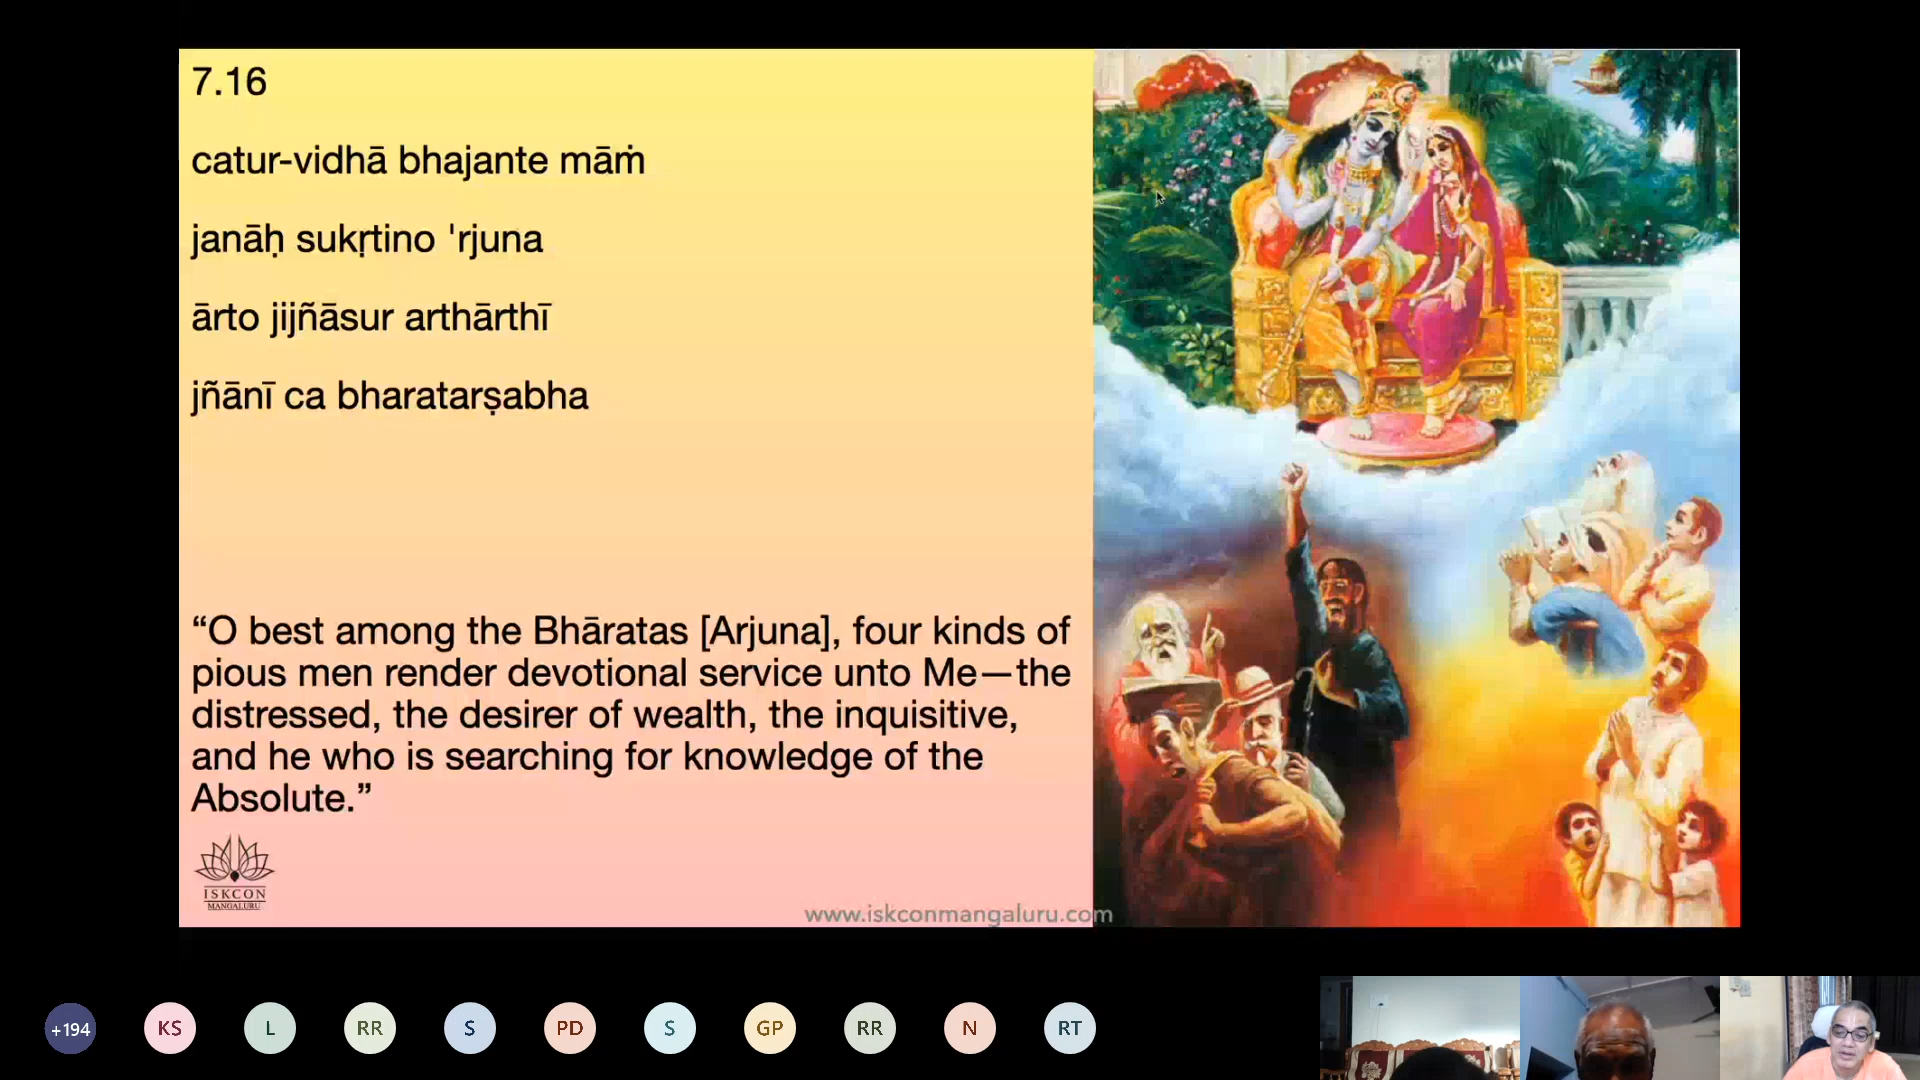 7.16
catur-vidhā bhajante māṁ
janāḥ sukṛtino 'rjuna
ārto jijñāsur arthārthī
jñānī ca bharatarṣabha
“O best among the Bhāratas [Arjuna], four kinds of
pious men render devotional service unto Me—the
distressed, the desirer of wealth, the inquisitive,
and he who is searching for knowledge of the
Absolute.”
ISKCON
MANGALURU
www.iskconmangaluru.com
+194
KS
L
RR
S
PD
S
GP
RR
N
RT